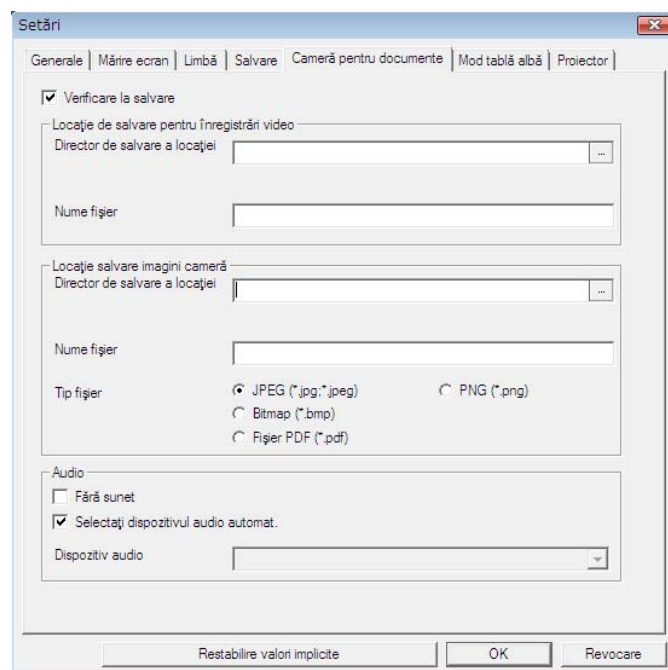 Setări
Generale Mărire ecran Limbă Salvare Cameră pentru documente Mod tablă albă Proiector
Verificare la salvare
Locaţie de salvare pentru înregistrări video
Director de salvare a locaţiei
...
Nume fişier
Locaţie salvare imagini cameră
Director de salvare a locaţiei
...
Nume fişier
Tip fişier
JPEG (*.jpg;*.jpeg) PNG (*.png)
Bitmap (*.bmp)
Fişier PDF (*.pdf)
Audio
Fără sunet
Selectaţi dispozitivul audio automat.
Dispozitiv audio
Restabilire valori implicite OK Revocare